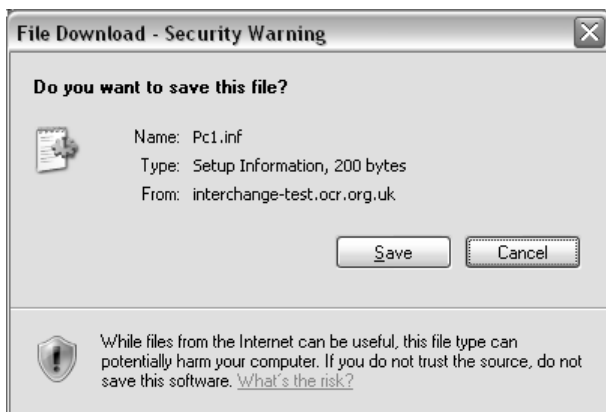 File Download - Security Warning
Do you want to save this file?
Name: Pc1.inf
Type: Setup Information, 200 bytes
From: interchange-test.ocr.org.uk
Save Cancel
While files from the Internet can be useful, this file type can
potentially harm your computer. If you do not trust the source, do not
save this software. What's the risk?